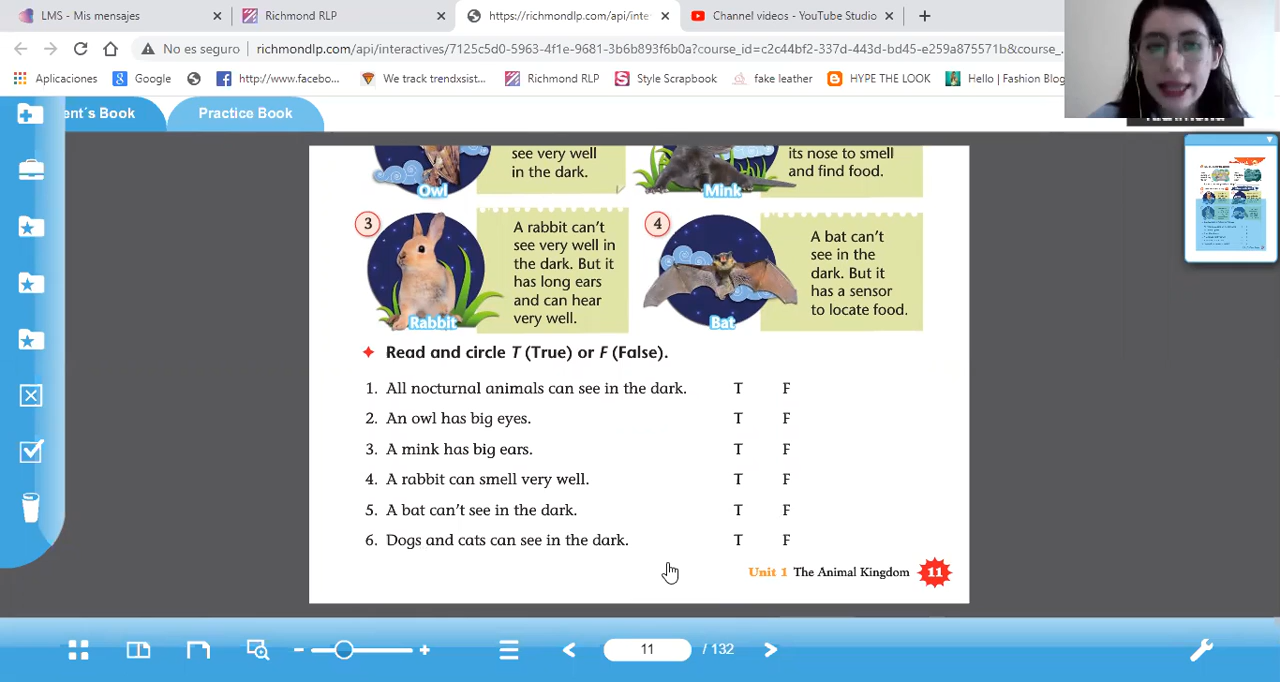 LMS - Mis mensajes
Richmond RLP
https://richmondlp.com/api/inte
Channel videos - YouTube Studio
No es seguro
richmondlp.com/api/interactives/7125c5d0-5963-4f1e-9681-3b6b893f6b0a?course_id=c2c44bf2-337d-443d-bd45-e259a875571b&course_...
Aplicaciones
Google
http://www.facebo...
We track trendxsist...
Richmond RLP
Style Scrapbook
fake leather
HYPE THE LOOK
Hello | Fashion Blog
ent´s Book
Practice Book
see very well
in the dark.
Owl
its nose to smell
and find food.
Mink
3
A rabbit can't
see very well in
the dark. But it
has long ears
and can hear
very well.
Rabbit
4
A bat can't
see in the
dark. But it
has a sensor
to locate food.
Bat
Read and circle T (True) or F (False).
1. All nocturnal animals can see in the dark. T F
2. An owl has big eyes. T F
3. A mink has big ears. T F
4. A rabbit can smell very well. T F
5. A bat can't see in the dark. T F
6. Dogs and cats can see in the dark. T F
Unit 1 The Animal Kingdom 11
11 / 132